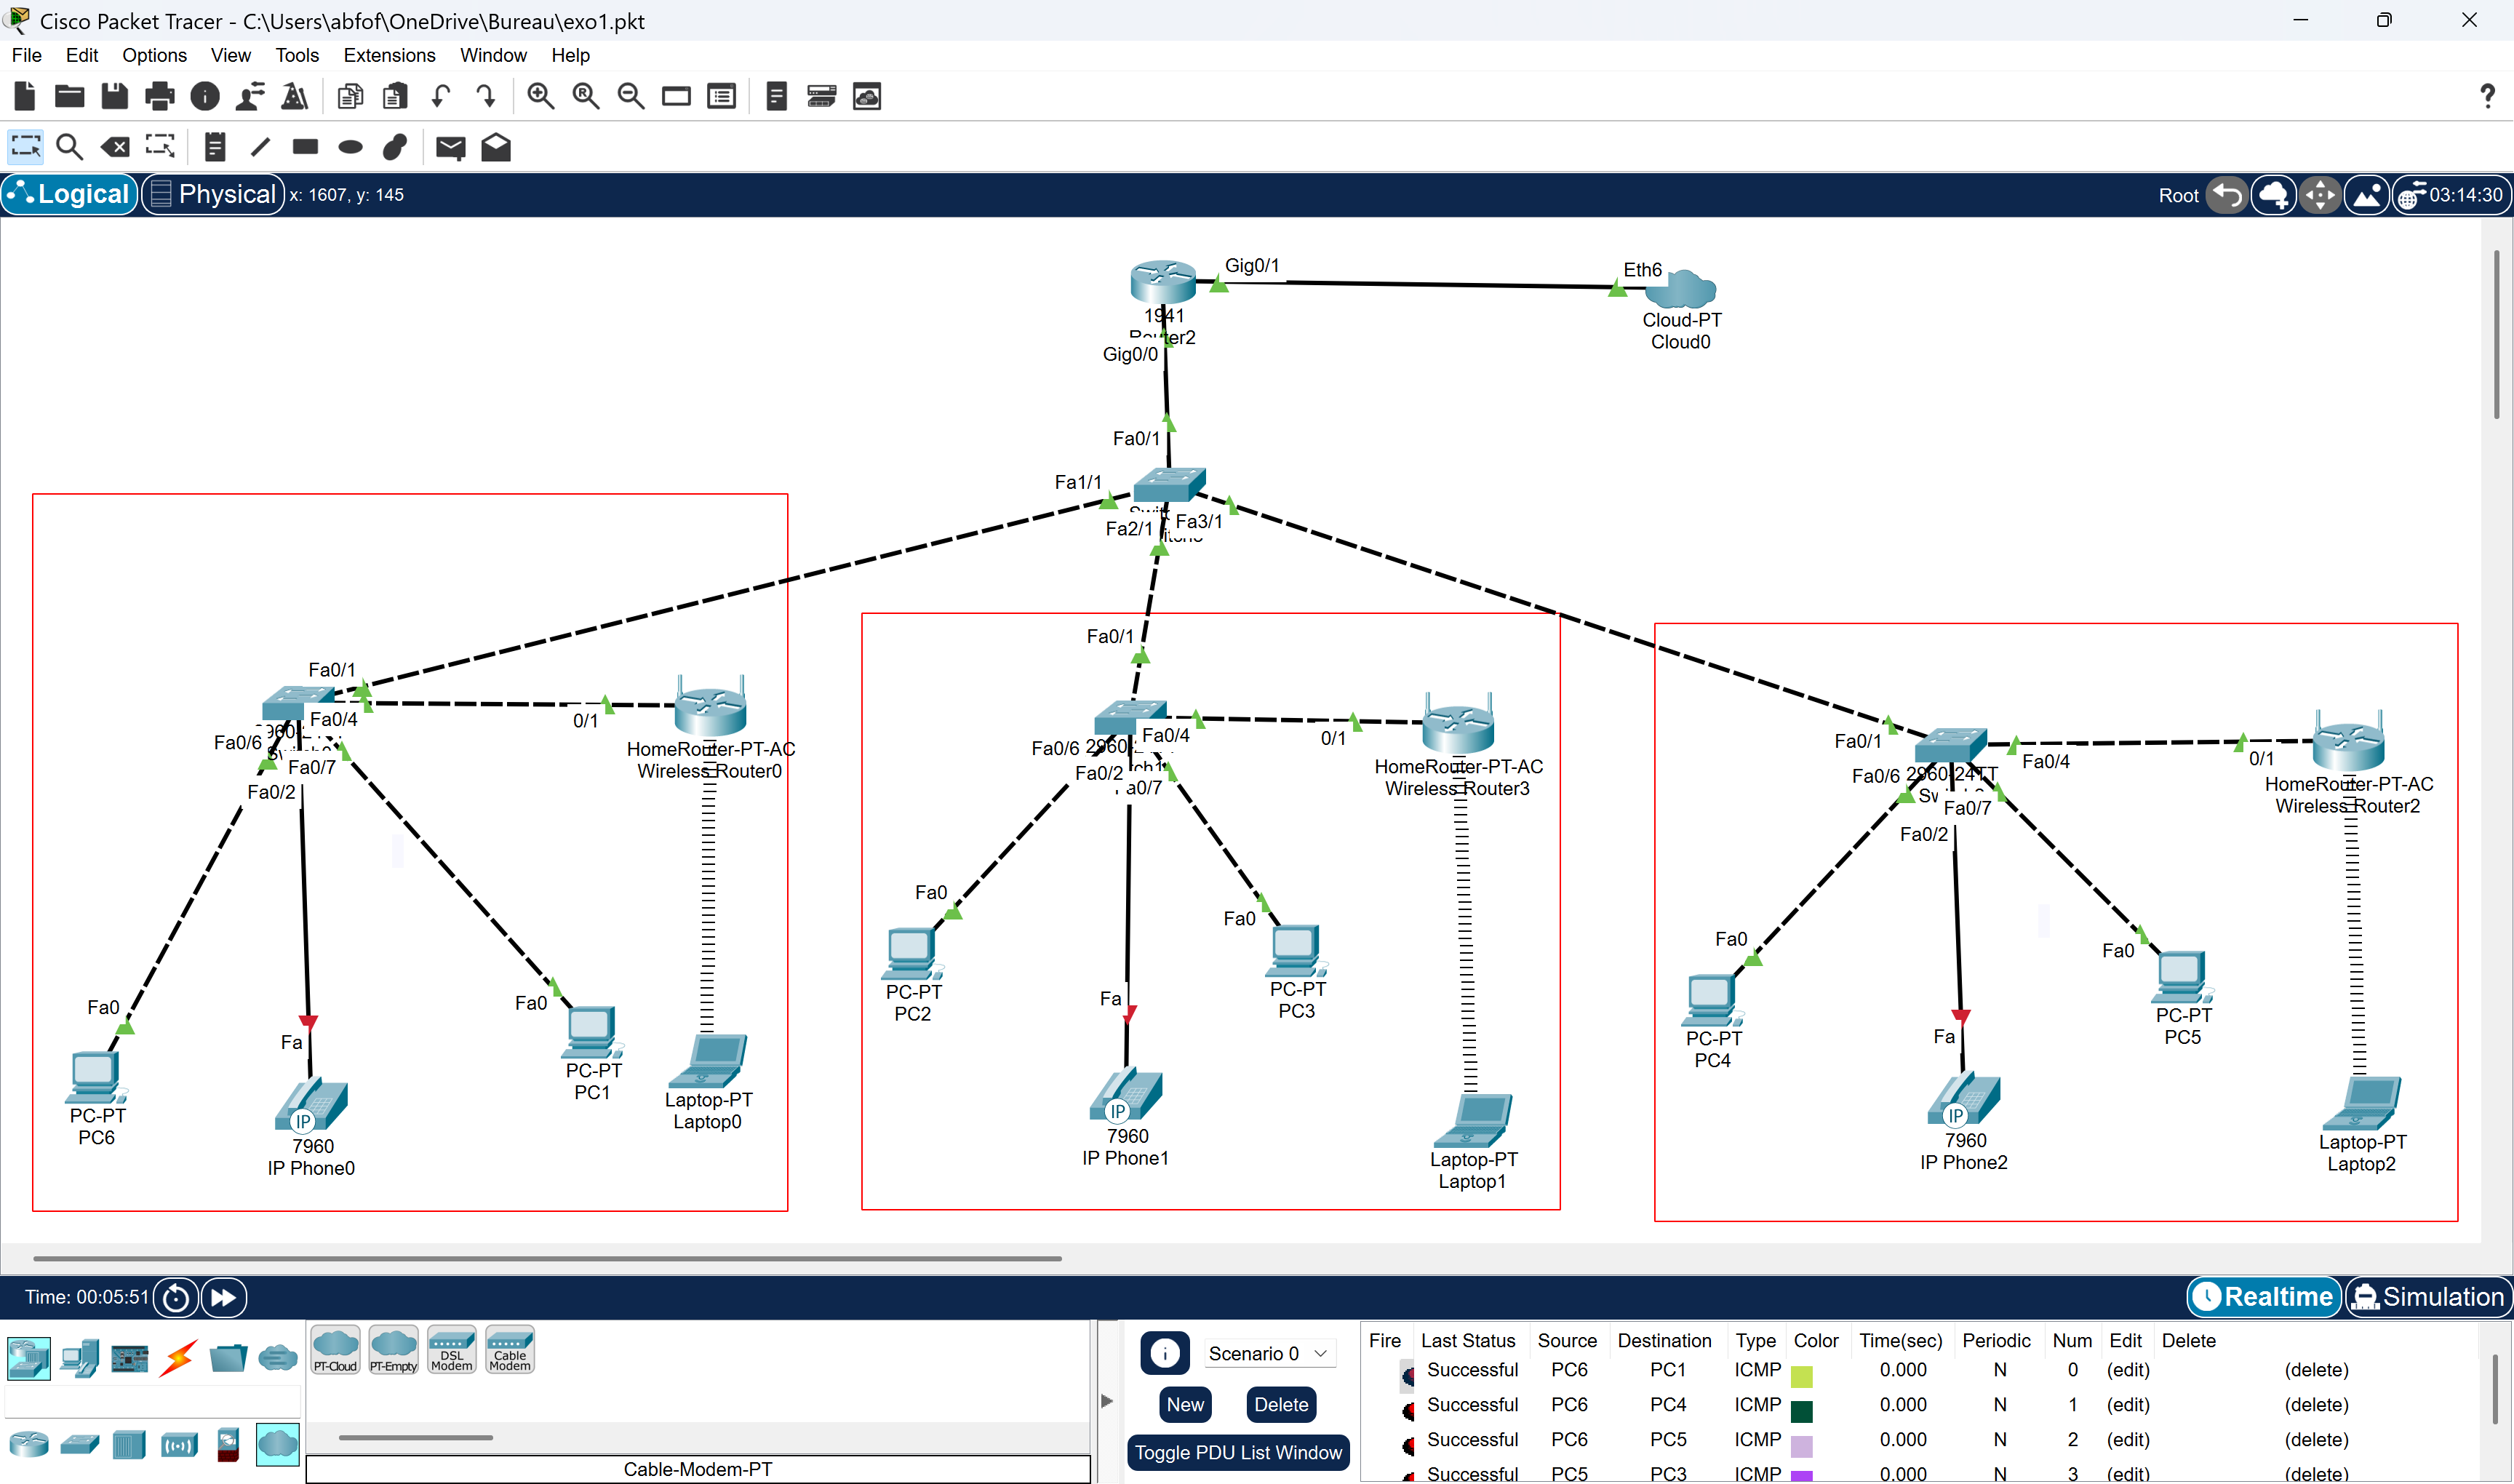 Cisco Packet Tracer - C:\Users\abfof\OneDrive\Bureau\exo1.pkt
File Edit Options View Tools Extensions Window Help
Logical Physical x: 1607, y: 145 Root 03:14:30
Gig0/1
Eth6
1941
Router2
Gig0/0
Cloud-PT
Cloud0
Fa0/1
Fa1/1
Fa2/1
Fa3/1
Fa0/1
Fa0/4
0/1
Fa0/6
Fa0/7
Fa0/2
HomeRouter-PT-AC
Wireless Router0
Fa0
Fa
Fa0
PC-PT
PC6
7960
IP Phone0
PC-PT
PC1
Laptop-PT
Laptop0
Fa0/1
Fa0/4
0/1
Fa0/6
Fa0/2
Fa0/7
HomeRouter-PT-AC
Wireless Router3
Fa0
Fa
Fa0
PC-PT
PC2
IP
7960
IP Phone1
PC-PT
PC3
Laptop-PT
Laptop1
Fa0/1
Fa0/4
0/1
Fa0/6 2960-24TT
Fa0/7
Fa0/2
HomeRouter-PT-AC
Wireless Router2
Fa0
Fa
Fa0
PC-PT
PC4
IP
7960
IP Phone2
PC-PT
PC5
Laptop-PT
Laptop2
IP
Time: 00:05:51 Realtime Simulation
PT-Cloud PT-Empty DSL Modem Cable Modem
Cable-Modem-PT
Scenario 0
New Delete
Toggle PDU List Window
Fire Last Status Source Destination Type Color Time(sec) Periodic Num Edit Delete
Successful PC6 PC1 ICMP 0.000 N 0 (edit) (delete)
Successful PC6 PC4 ICMP 0.000 N 1 (edit) (delete)
Successful PC6 PC5 ICMP 0.000 N 2 (edit) (delete)
Successful PC5 PC3 ICMP 0.000 N 3 (edit) (delete)